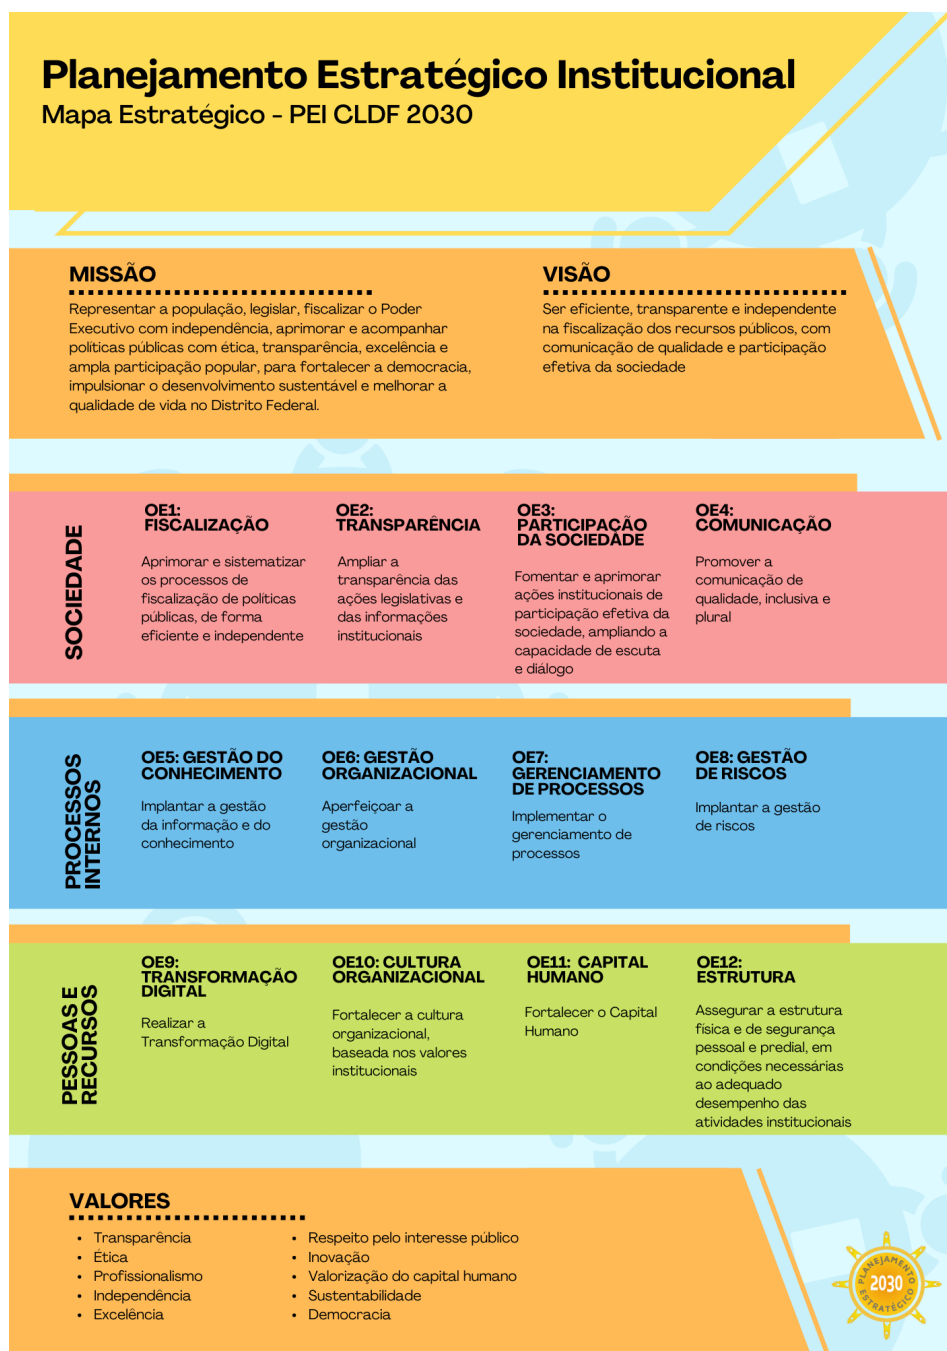 Planejamento Estratégico Institucional
Mapa Estratégico - PEI CLDF 2030
MISSÃO
Representar a população, legislar, fiscalizar o Poder
Executivo com independência, aprimorar e acompanhar
políticas públicas com ética, transparência, excelência e
ampla participação popular, para fortalecer a democracia,
impulsionar o desenvolvimento sustentável e melhorar a
qualidade de vida no Distrito Federal.
VISÃO
Ser eficiente, transparente e independente
na fiscalização dos recursos públicos, com
comunicação de qualidade e participação
efetiva da sociedade
SOCIEDADE
OE1:
FISCALIZAÇÃO
Aprimorar e sistematizar
os processos de
fiscalização de políticas
públicas, de forma
eficiente e independente
OE2:
TRANSPARÊNCIA
Ampliar a
transparência das
ações legislativas e
das informações
institucionais
OE3:
PARTICIPAÇÃO
DA SOCIEDADE
Fomentar e aprimorar
ações institucionais de
participação efetiva da
sociedade, ampliando a
capacidade de escuta
e diálogo
OE4:
COMUNICAÇÃO
Promover a
comunicação de
qualidade, inclusiva e
plural
PROCESSOS
INTERNOS
OE5: GESTÃO DO
CONHECIMENTO
Implantar a gestão
da informação e do
conhecimento
OE6: GESTÃO
ORGANIZACIONAL
Aperfeiçoar a
gestão
organizacional
OE7:
GERENCIAMENTO
DE PROCESSOS
Implementar o
gerenciamento de
processos
OE8: GESTÃO
DE RISCOS
Implantar a gestão
de riscos
PESSOAS E
RECURSOS
OE9:
TRANSFORMAÇÃO
DIGITAL
Realizar a
Transformação Digital
OE10: CULTURA
ORGANIZACIONAL
Fortalecer a cultura
organizacional,
baseada nos valores
institucionais
OE11: CAPITAL
HUMANO
Fortalecer o Capital
Humano
OE12:
ESTRUTURA
Assegurar a estrutura
física e de segurança
pessoal e predial, em
condições necessárias
ao adequado
desempenho das
atividades institucionais
VALORES
• Transparência
• Ética
• Profissionalismo
• Independência
• Excelência
• Respeito pelo interesse público
• Inovação
• Valorização do capital humano
• Sustentabilidade
• Democracia
PLANEJAMENTO
2030
ESTRATÉGICO